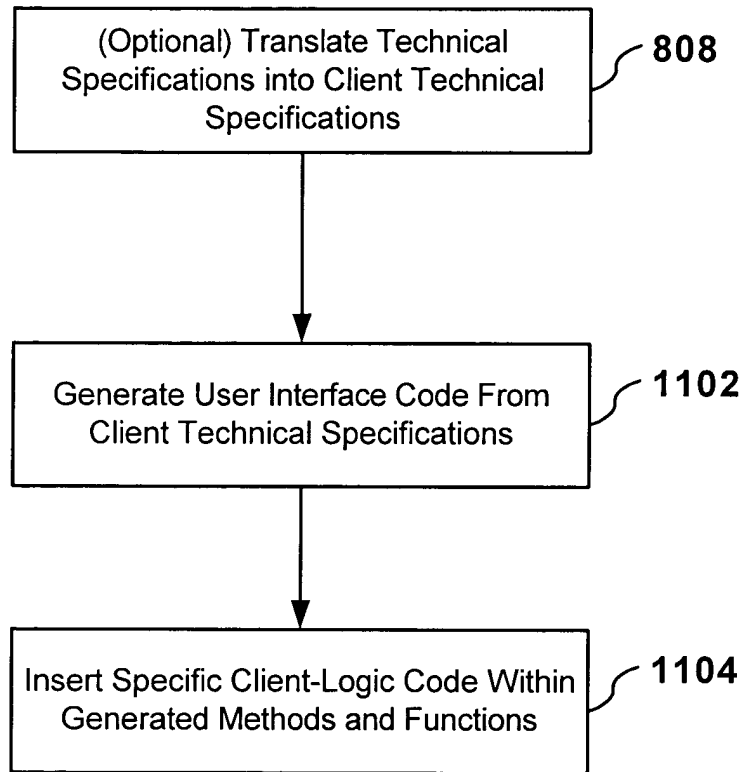 (Optional) Translate Technical
Specifications into Client Technical
Specifications
808
Generate User Interface Code From
Client Technical Specifications
1102
Insert Specific Client-Logic Code Within
Generated Methods and Functions
1104